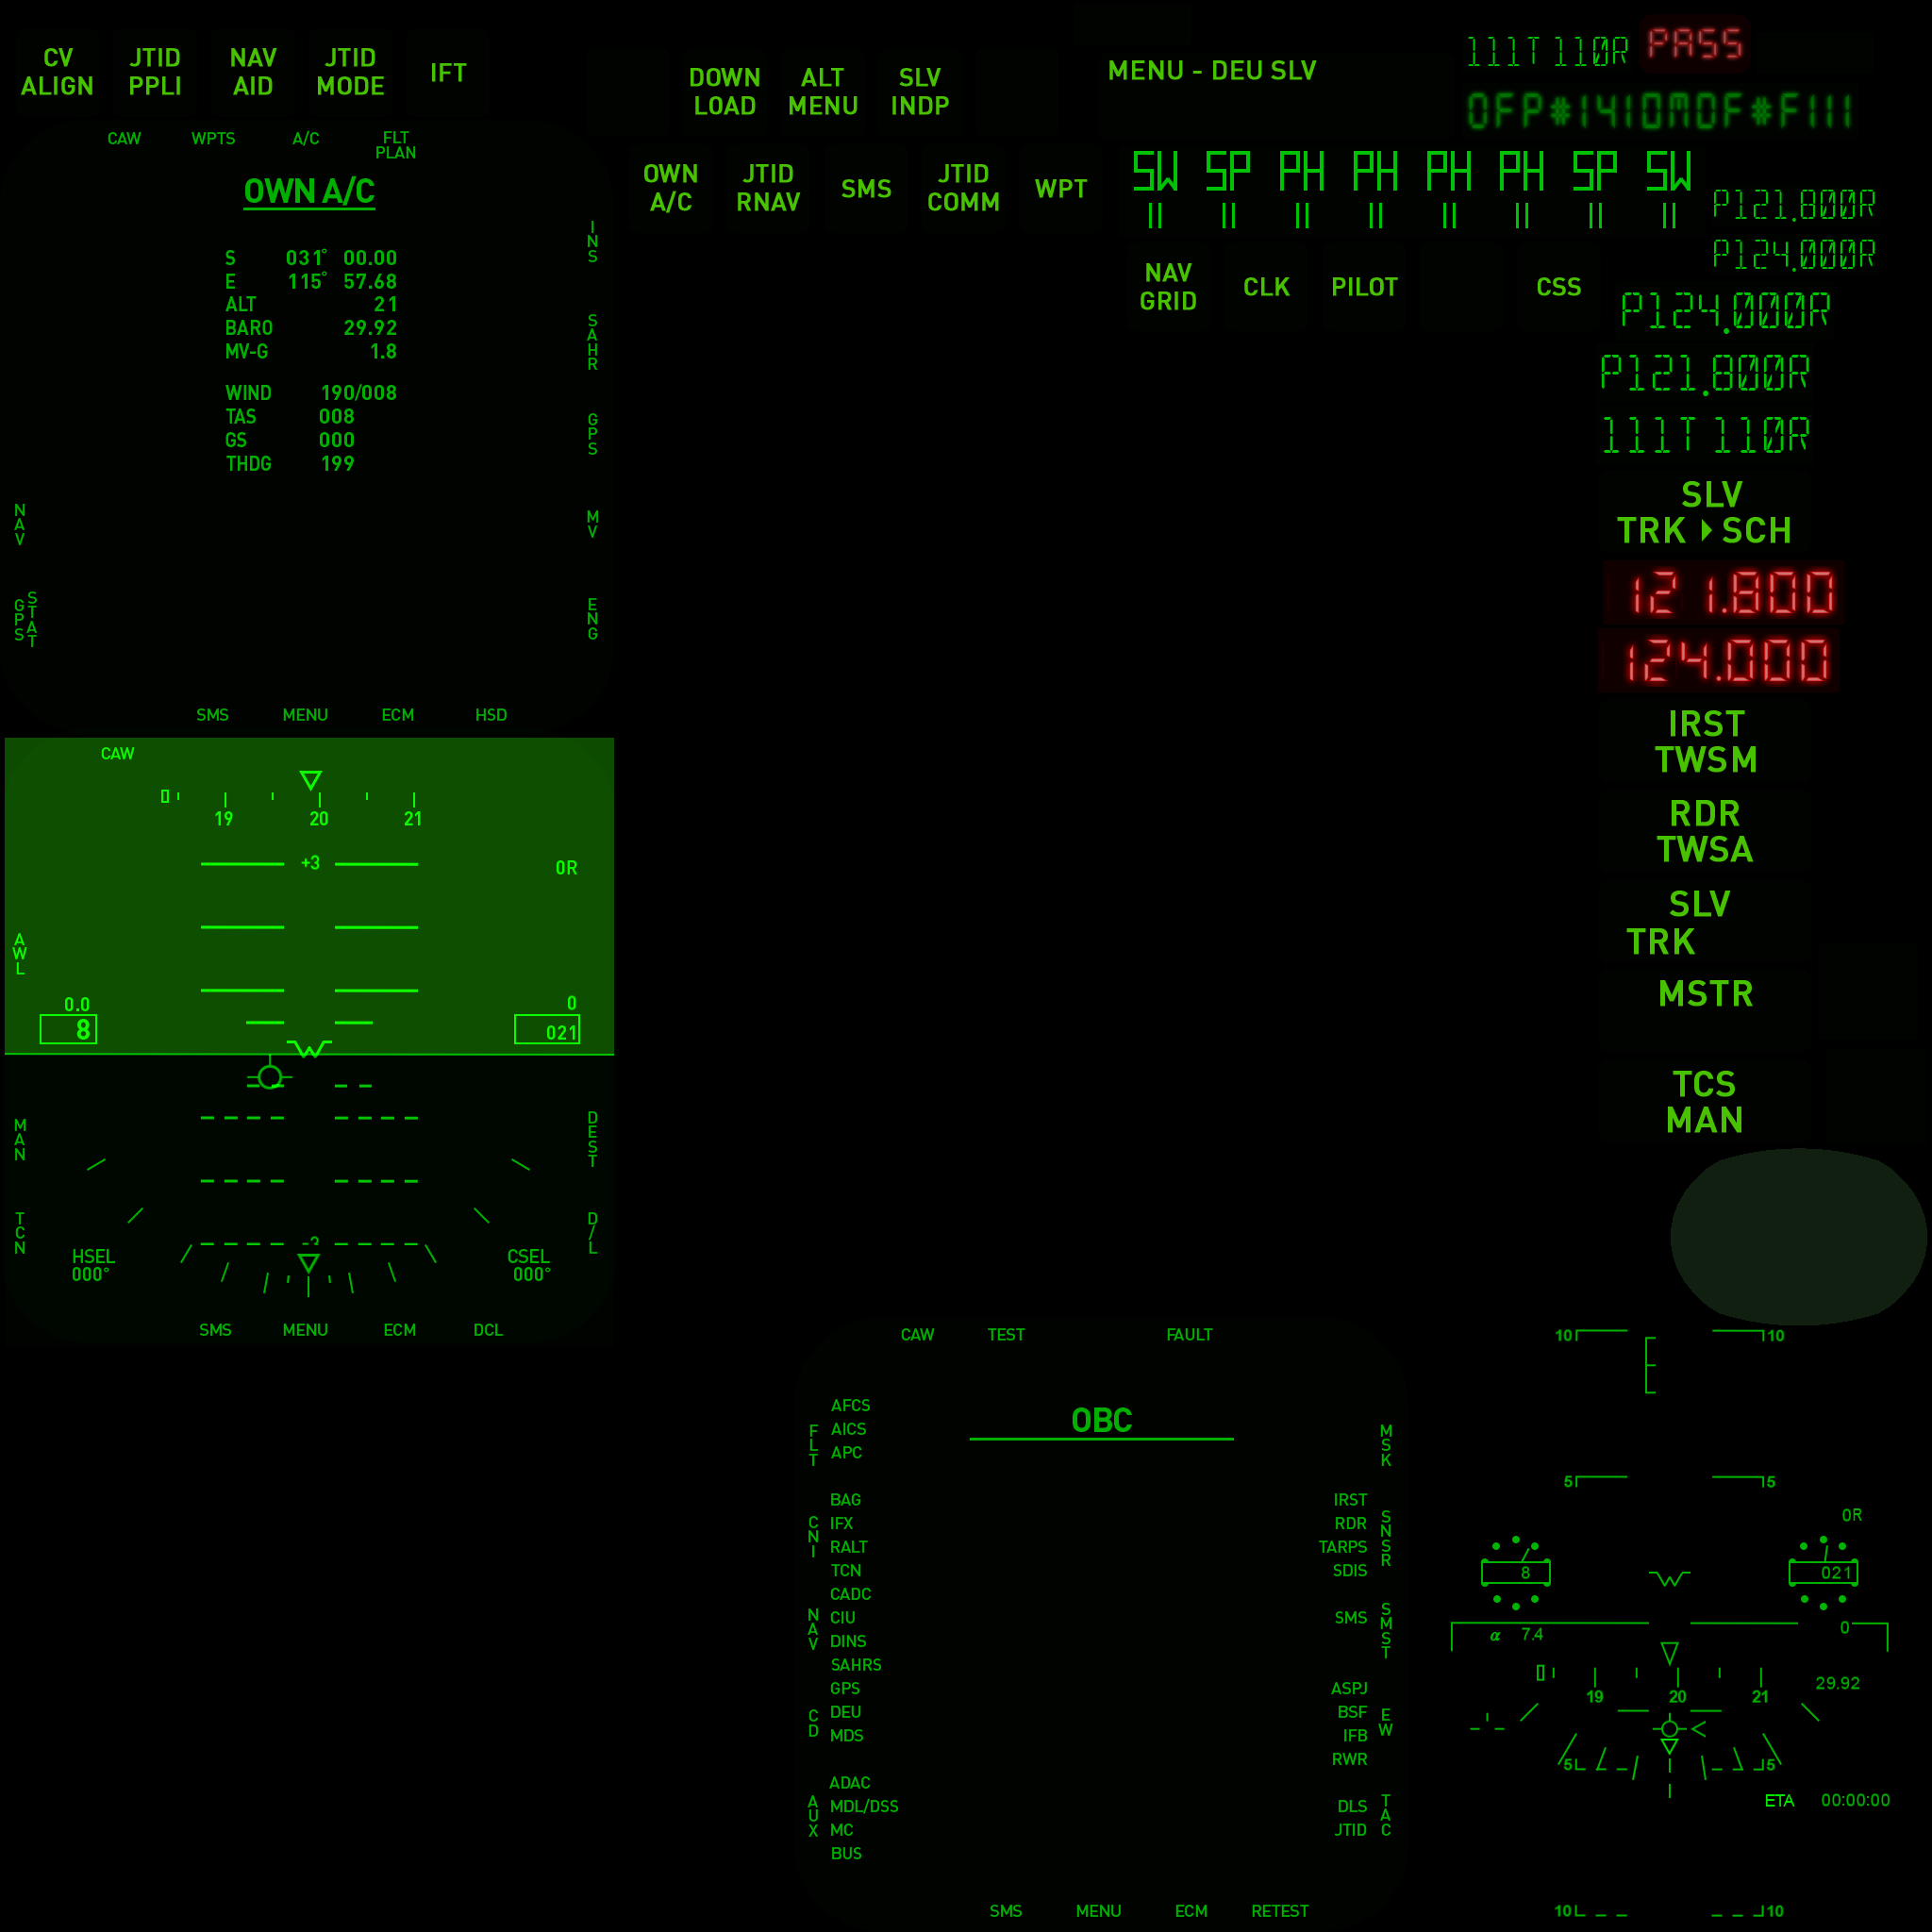 CV ALIGN
JTID PPLI
NAV AID
JTID MODE
IFT
DOWN LOAD
ALT MENU
SLV INDP
MENU - DEU SLV
111T 110R
PASS
OFP#1410MOF#F111
OWN A/C
JTID RNAV
SMS
JTID COMM
WPT
SW SP PH PH PH PH SP SW
P121.800R
P124.000R
NAV GRID
CLK
PILOT
CSS
P124.000R
P121.800R
111T 110R
SLV
TRK SCH
121.800
124.000
IRST
TWSM
RDR
TWSA
SLV
TRK
MSTR
TCS
MAN
CAW WPTS A/C FLT PLAN
OWN A/C
S 031° 00.00
E 115° 57.68
ALT 21
BARO 29.92
MV-G 1.8
WIND 190/008
TAS 008
GS 000
THDG 199
INS
SAHR
GPS
MV
ENG
NAV
GPS STAT
SMS MENU ECM HSD
CAW
19 20 21
+3
0R
AWL
0.0
8
0
021
MAN
TCN
DEST
D/L
HSEL
000°
CSEL
000°
SMS MENU ECM DCL
CAW TEST FAULT
OBC
FLT
AFCS
AICS
APC
CNI
BAG
IFX
RALT
TCN
NAV
CADC
CIU
DINS
SAHRS
GPS
CD
DEU
MDS
AUX
ADAC
MDL/DSS
MC
BUS
MSK
IRST
RDR
TARPS
SDIS
SNSR
SMS
SMST
ASPJ
BSF
IFB
RWR
EW
DLS
JTID
TAC
SMS MENU ECM RETEST
10 10
5 5
0R
8
021
α 7.4
0
29.92
19 20 21
5 5
ETA 00:00:00
10 10